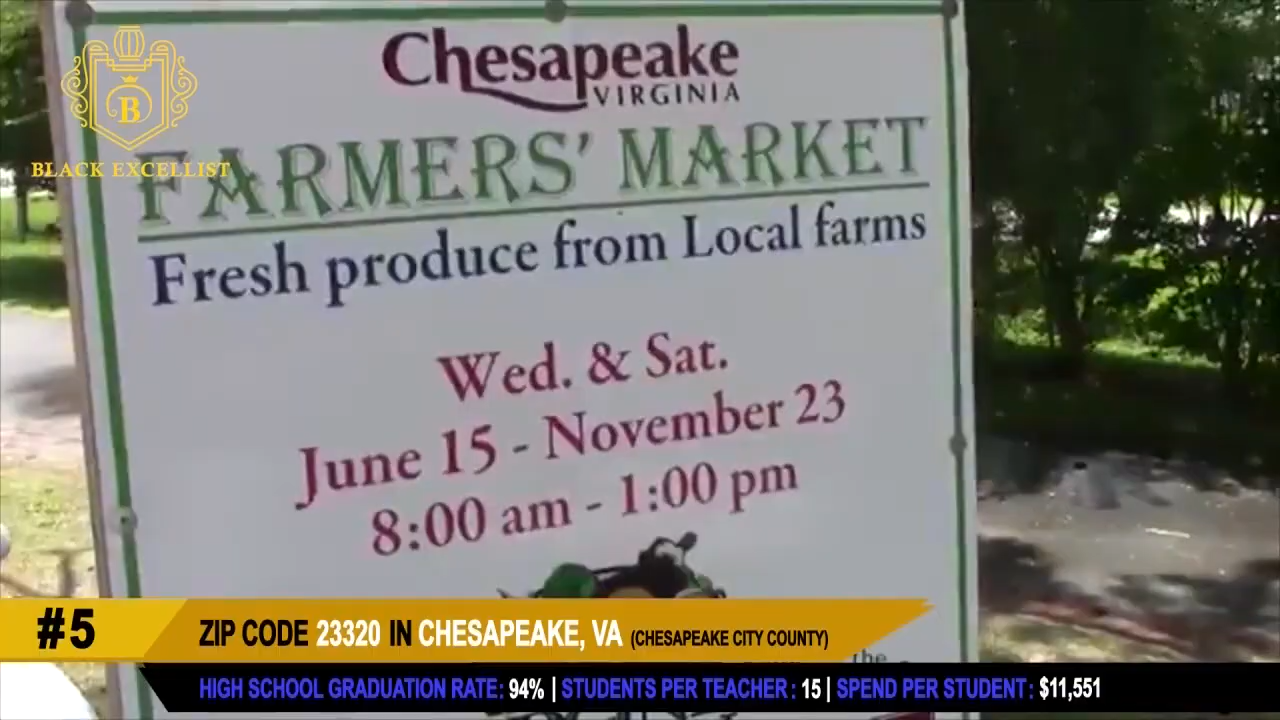 B
BLACK EXCELLIST
Chesapeake
VIRGINIA
FARMERS' MARKET
Fresh produce from Local farms
Wed. & Sat.
June 15 - November 23
8:00 am - 1:00 pm
the
#5
ZIP CODE 23320 IN CHESAPEAKE, VA (CHESAPEAKE CITY COUNTY)
HIGH SCHOOL GRADUATION RATE: 94% | STUDENTS PER TEACHER: 15 | SPEND PER STUDENT: $11,551